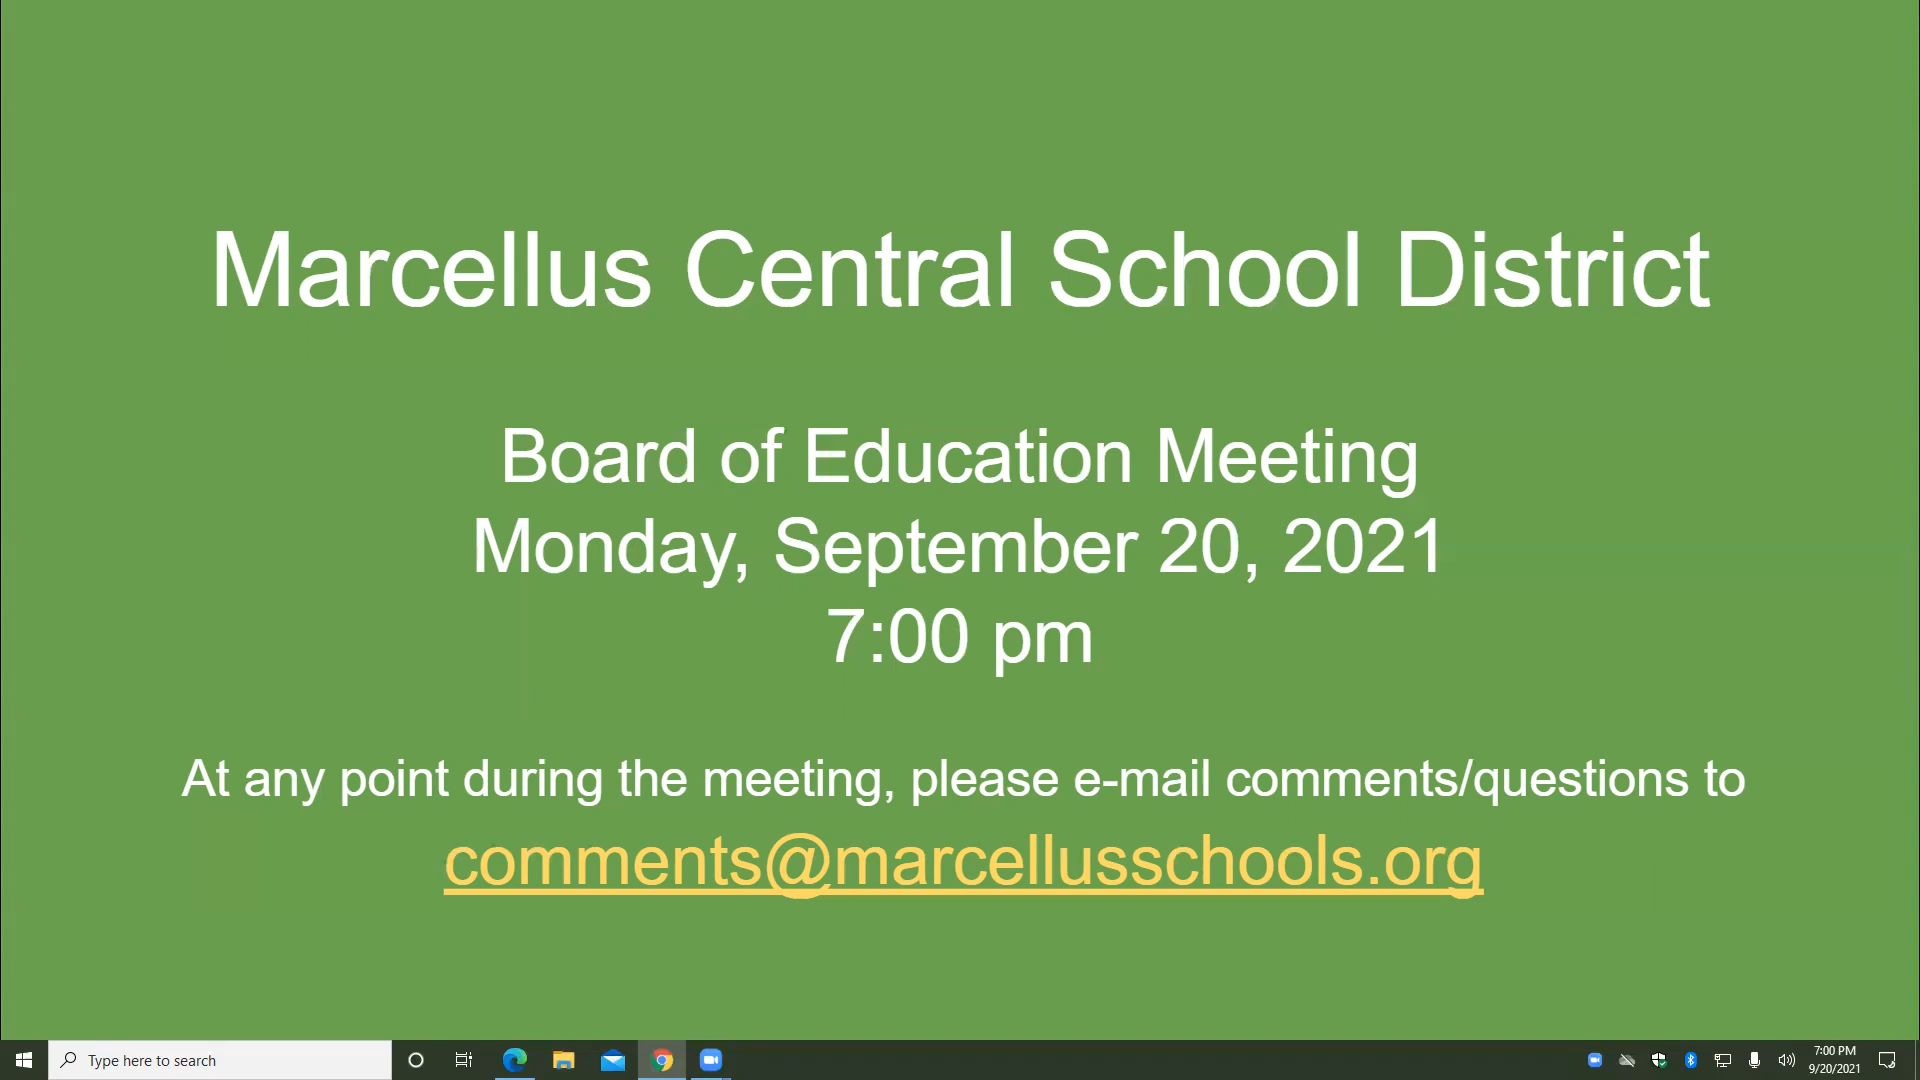 Marcellus Central School District
Board of Education Meeting
Monday, September 20, 2021
7:00 pm
At any point during the meeting, please e-mail comments/questions to
comments@marcellusschools.org
Type here to search
7:00 PM
9/20/2021